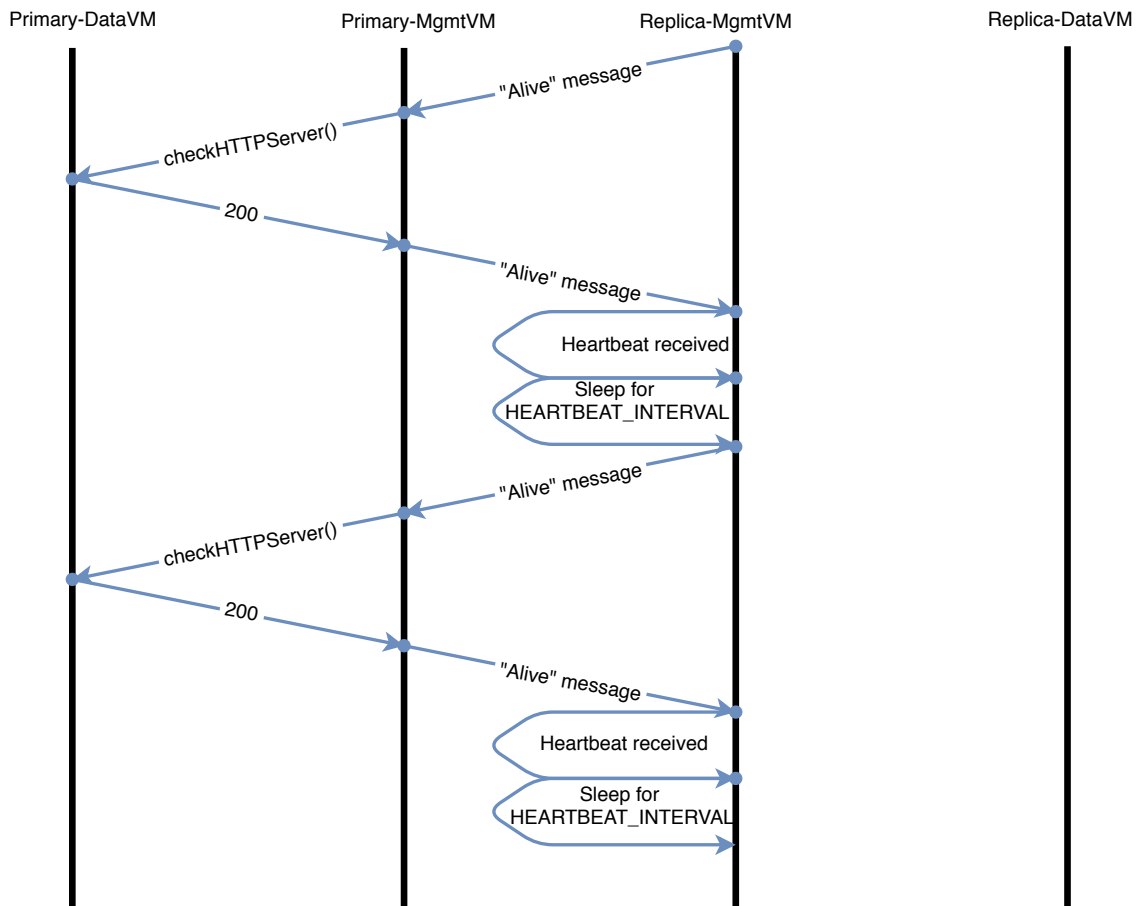 Primary-DataVM
Primary-MgmtVM
Replica-MgmtVM
Replica-DataVM
"Alive" message
checkHTTPServer()
200
"Alive" message
Heartbeat received
Sleep for
HEARTBEAT_INTERVAL
"Alive" message
checkHTTPServer()
200
"Alive" message
Heartbeat received
Sleep for
HEARTBEAT_INTERVAL